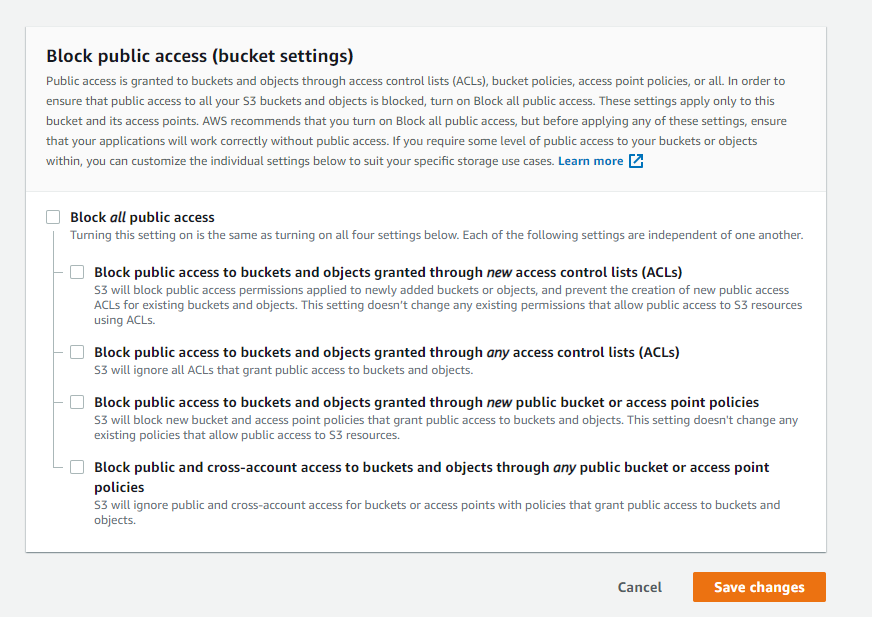 Block public access (bucket settings)
Public access is granted to buckets and objects through access control lists (ACLs), bucket policies, access point policies, or all. In order to
ensure that public access to all your S3 buckets and objects is blocked, turn on Block all public access. These settings apply only to this
bucket and its access points. AWS recommends that you turn on Block all public access, but before applying any of these settings, ensure
that your applications will work correctly without public access. If you require some level of public access to your buckets or objects
within, you can customize the individual settings below to suit your specific storage use cases. Learn more
Block all public access
Turning this setting on is the same as turning on all four settings below. Each of the following settings are independent of one another.
Block public access to buckets and objects granted through new access control lists (ACLs)
S3 will block public access permissions applied to newly added buckets or objects, and prevent the creation of new public access
ACLs for existing buckets and objects. This setting doesn't change any existing permissions that allow public access to S3 resources
using ACLs.
Block public access to buckets and objects granted through any access control lists (ACLs)
S3 will ignore all ACLs that grant public access to buckets and objects.
Block public access to buckets and objects granted through new public bucket or access point policies
S3 will block new bucket and access point policies that grant public access to buckets and objects. This setting doesn't change any
existing policies that allow public access to S3 resources.
Block public and cross-account access to buckets and objects through any public bucket or access point
policies
S3 will ignore public and cross-account access for buckets or access points with policies that grant public access to buckets and
objects.
Cancel
Save changes